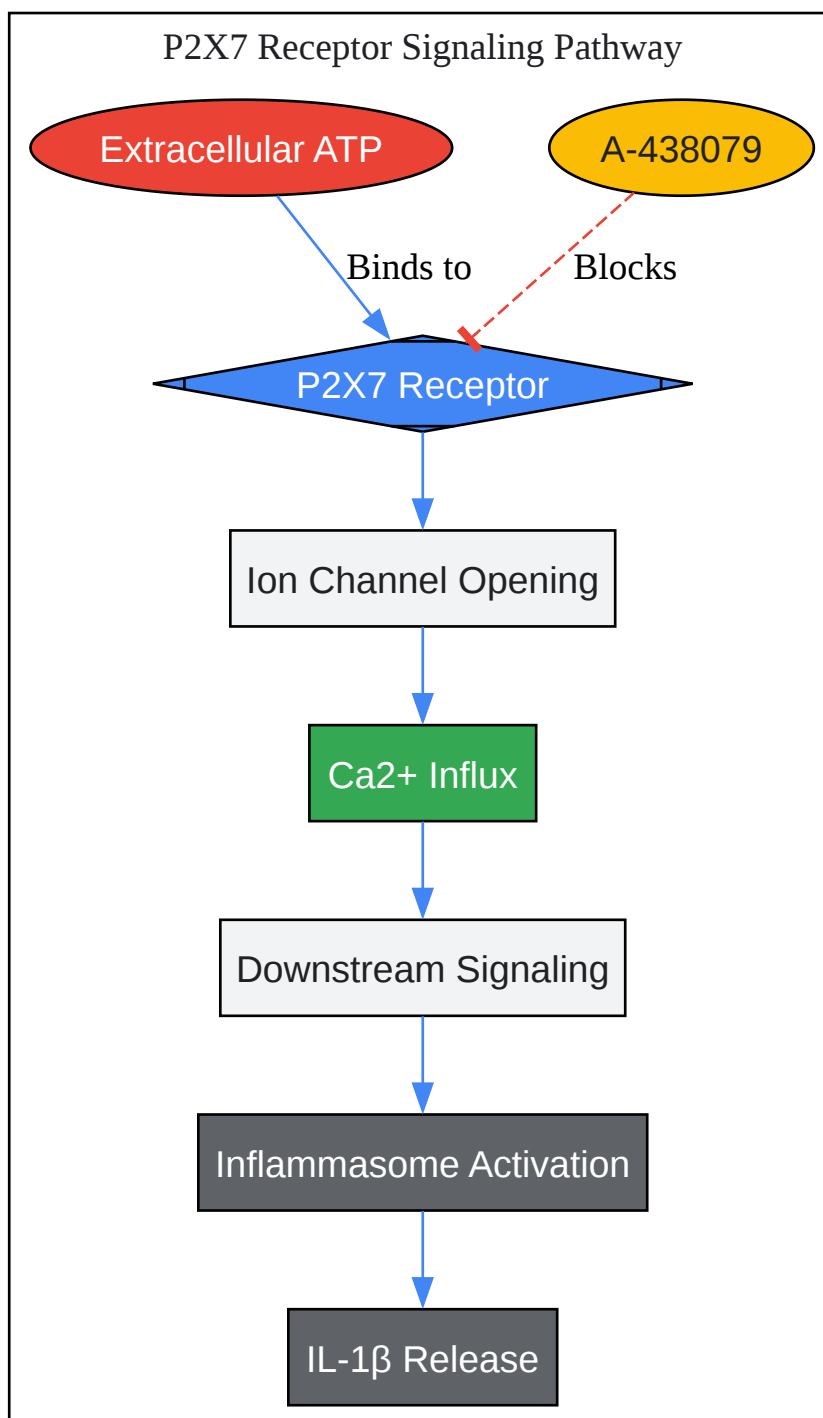 P2X7 Receptor Signaling Pathway
Extracellular ATP
A-438079
Binds to
Blocks
P2X7 Receptor
Ion Channel Opening
Ca2+ Influx
Downstream Signaling
Inflammasome Activation
IL-1β Release